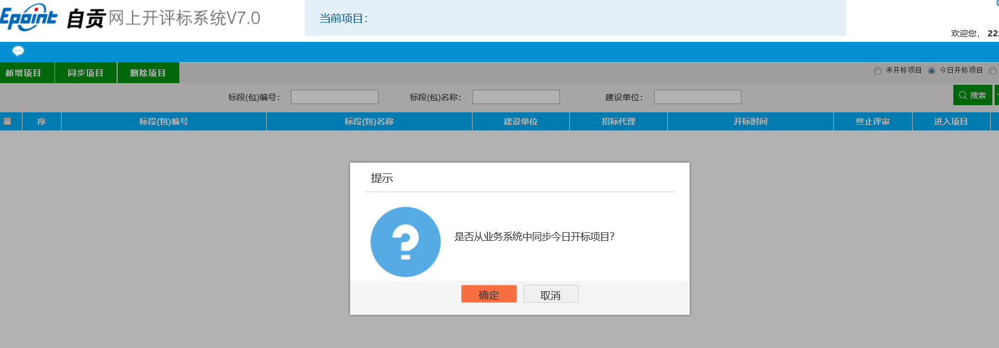 Epoint 自贡网上开评标系统V7.0
当前项目：
欢迎您， 22
新增项目 同步项目 删除项目
未开标项目 今日开标项目
标段(包)编号： 标段(包)名称： 建设单位： 搜索
序 标段(包)编号 标段(包)名称 建设单位 招标代理 开标时间 终止评审 进入项目
提示
是否从业务系统中同步今日开标项目?
确定 取消